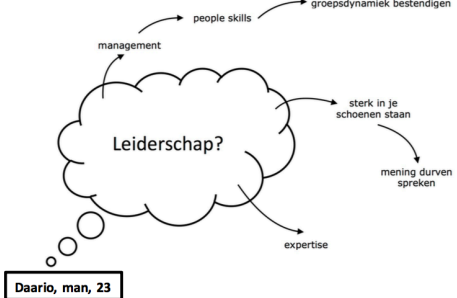 groepsdynamiek bestendigen
people skills
management
sterk in je
schoenen staan
Leiderschap?
mening durven
spreken
expertise
Daario, man, 23